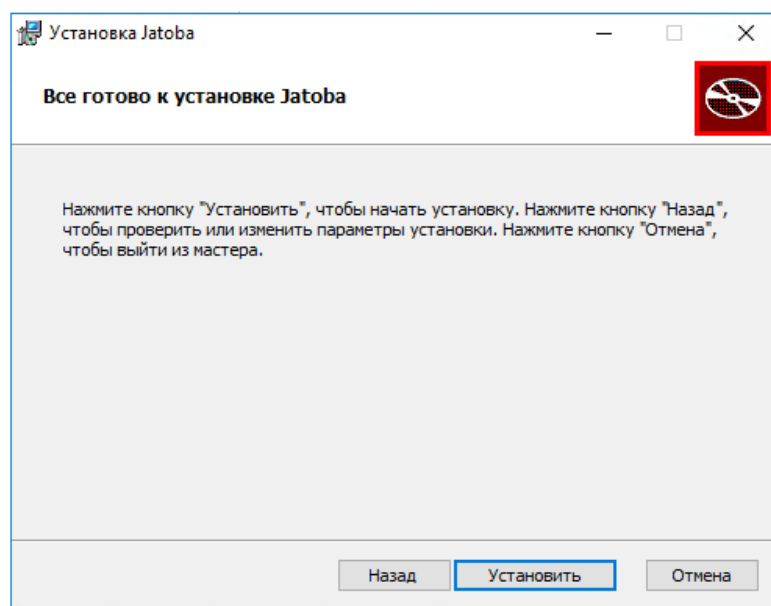 Установка Jatoba
Все готово к установке Jatoba
Нажмите кнопку "Установить", чтобы начать установку. Нажмите кнопку "Назад",
чтобы проверить или изменить параметры установки. Нажмите кнопку "Отмена",
чтобы выйти из мастера.
Назад
Установить
Отмена